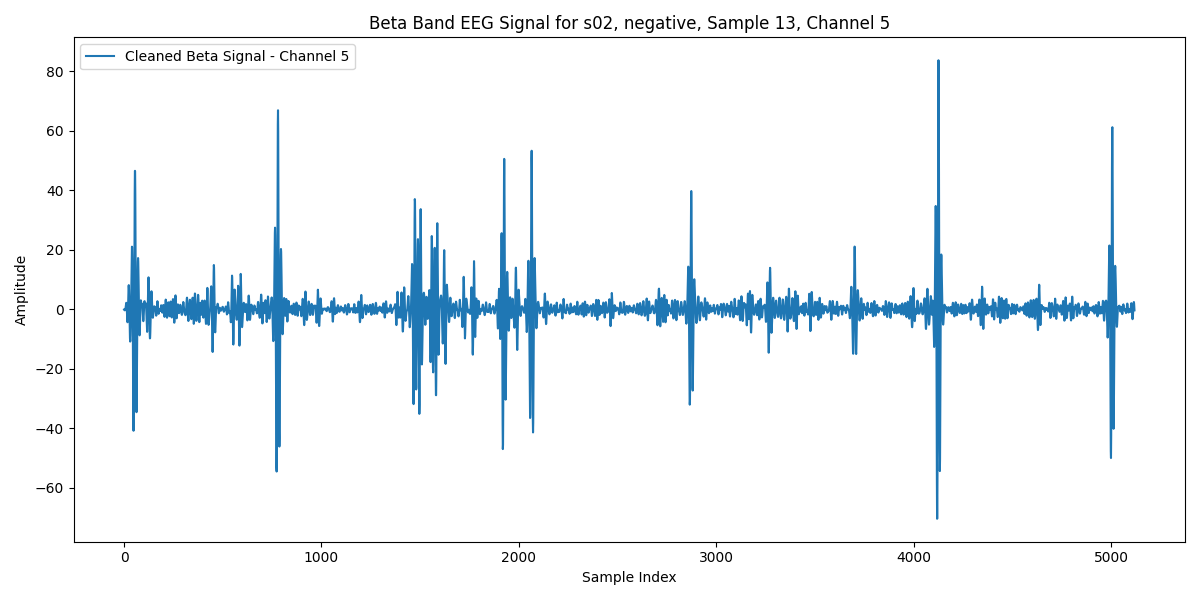 Beta Band EEG Signal for s02, negative, Sample 13, Channel 5
Cleaned Beta Signal - Channel 5
Amplitude
80
60
40
20
0
−20
−40
−60
0 1000 2000 3000 4000 5000
Sample Index